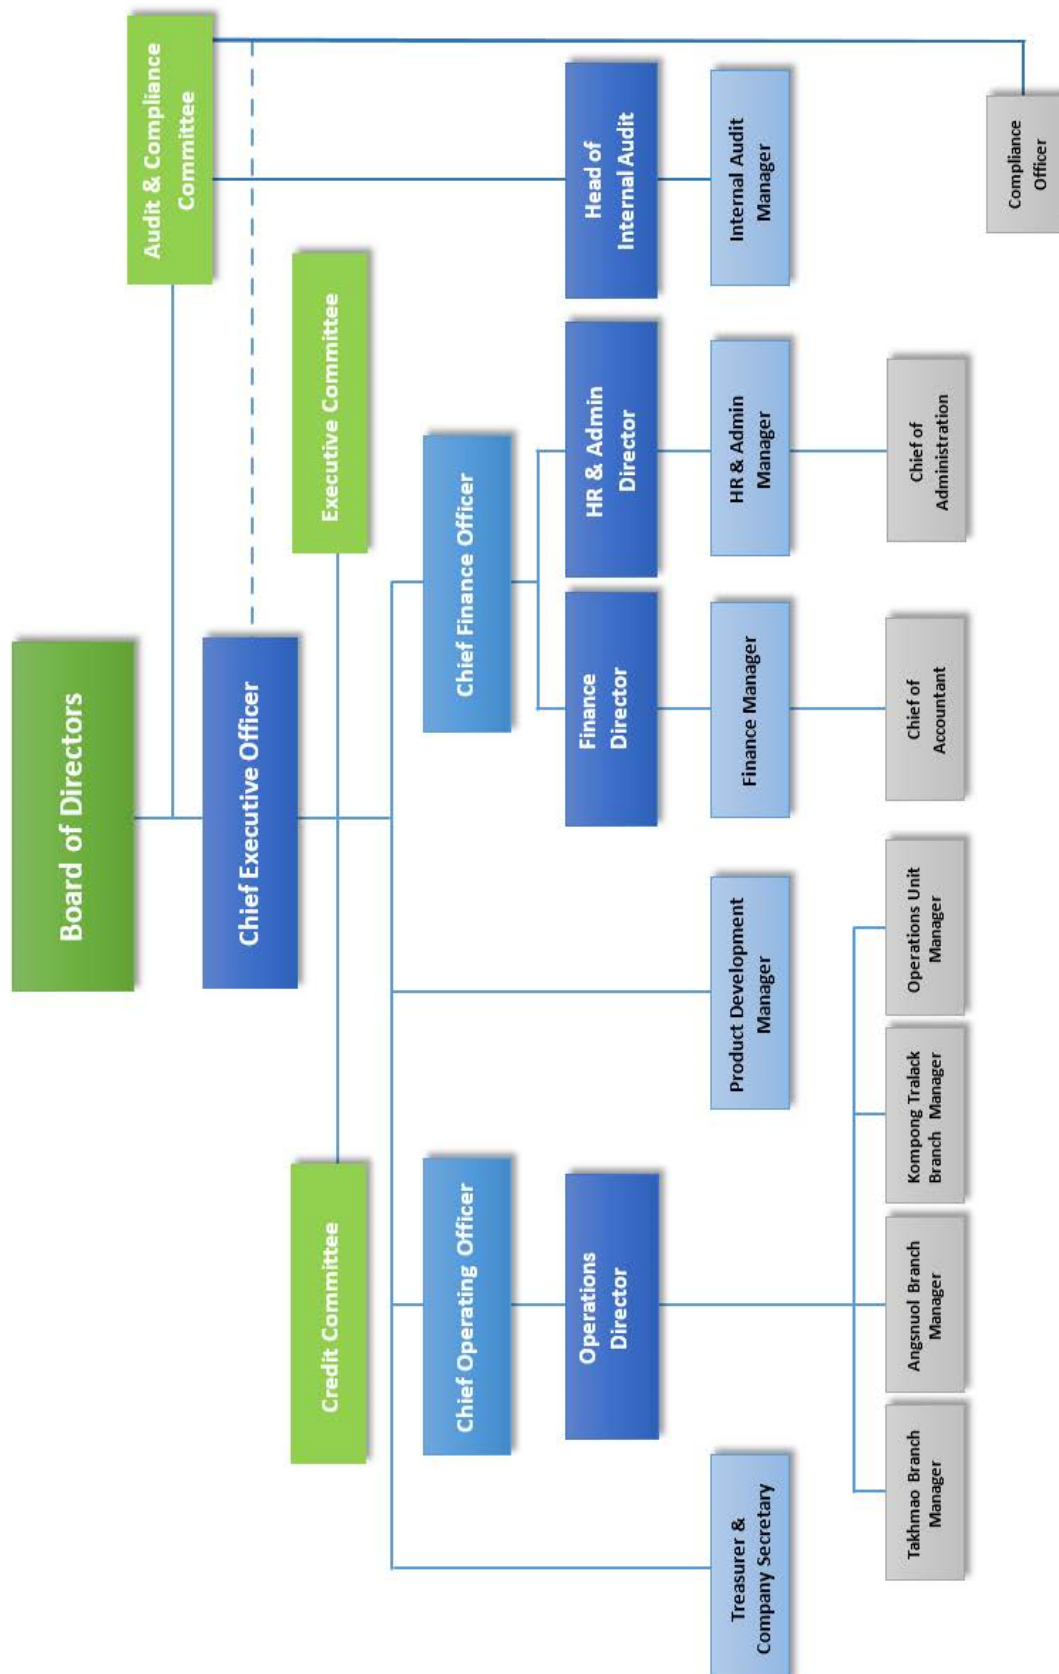 Board of Directors
Audit & Compliance
Committee
Chief Executive Officer
Credit Committee
Executive Committee
Chief Operating Officer
Chief Finance Officer
Operations
Director
Finance
Director
HR & Admin
Director
Head of
Internal Audit
Treasurer &
Company Secretary
Product Development
Manager
Finance Manager
HR & Admin
Manager
Internal Audit
Manager
Takhmao Branch
Manager
Angsnuol Branch
Manager
Kompong Tralack
Branch Manager
Operations Unit
Manager
Chief of
Accountant
Chief of
Administration
Compliance
Officer